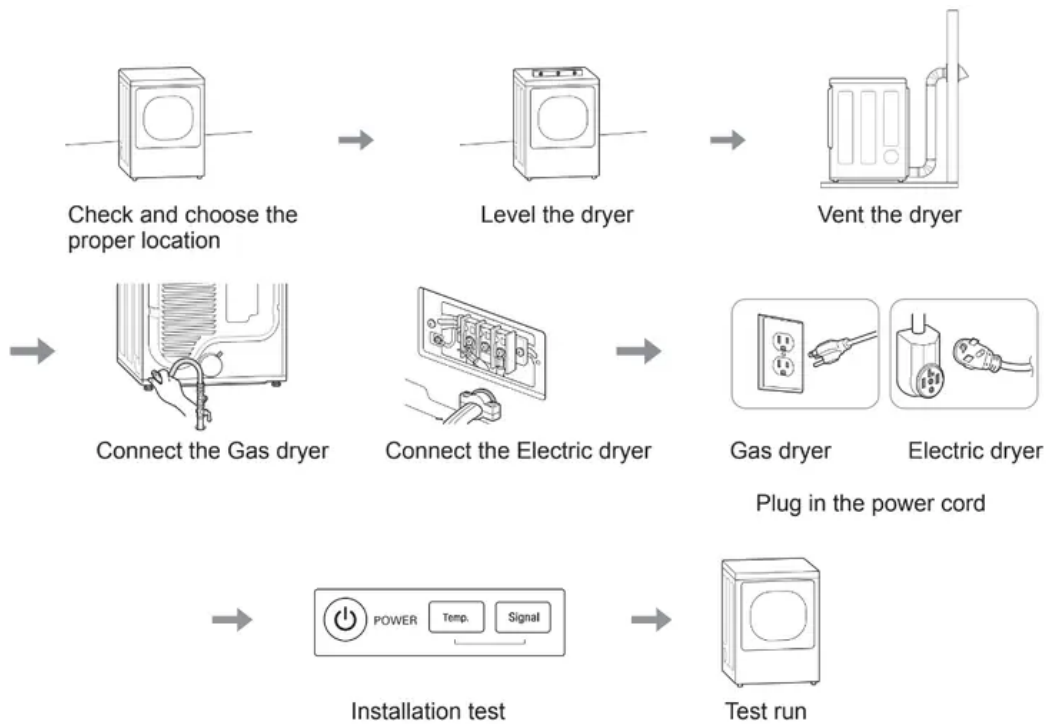 Check and choose the
proper location
Level the dryer
Vent the dryer
Connect the Gas dryer
Connect the Electric dryer
Gas dryer
Electric dryer
Plug in the power cord
POWER
Temp.
Signal
Installation test
Test run